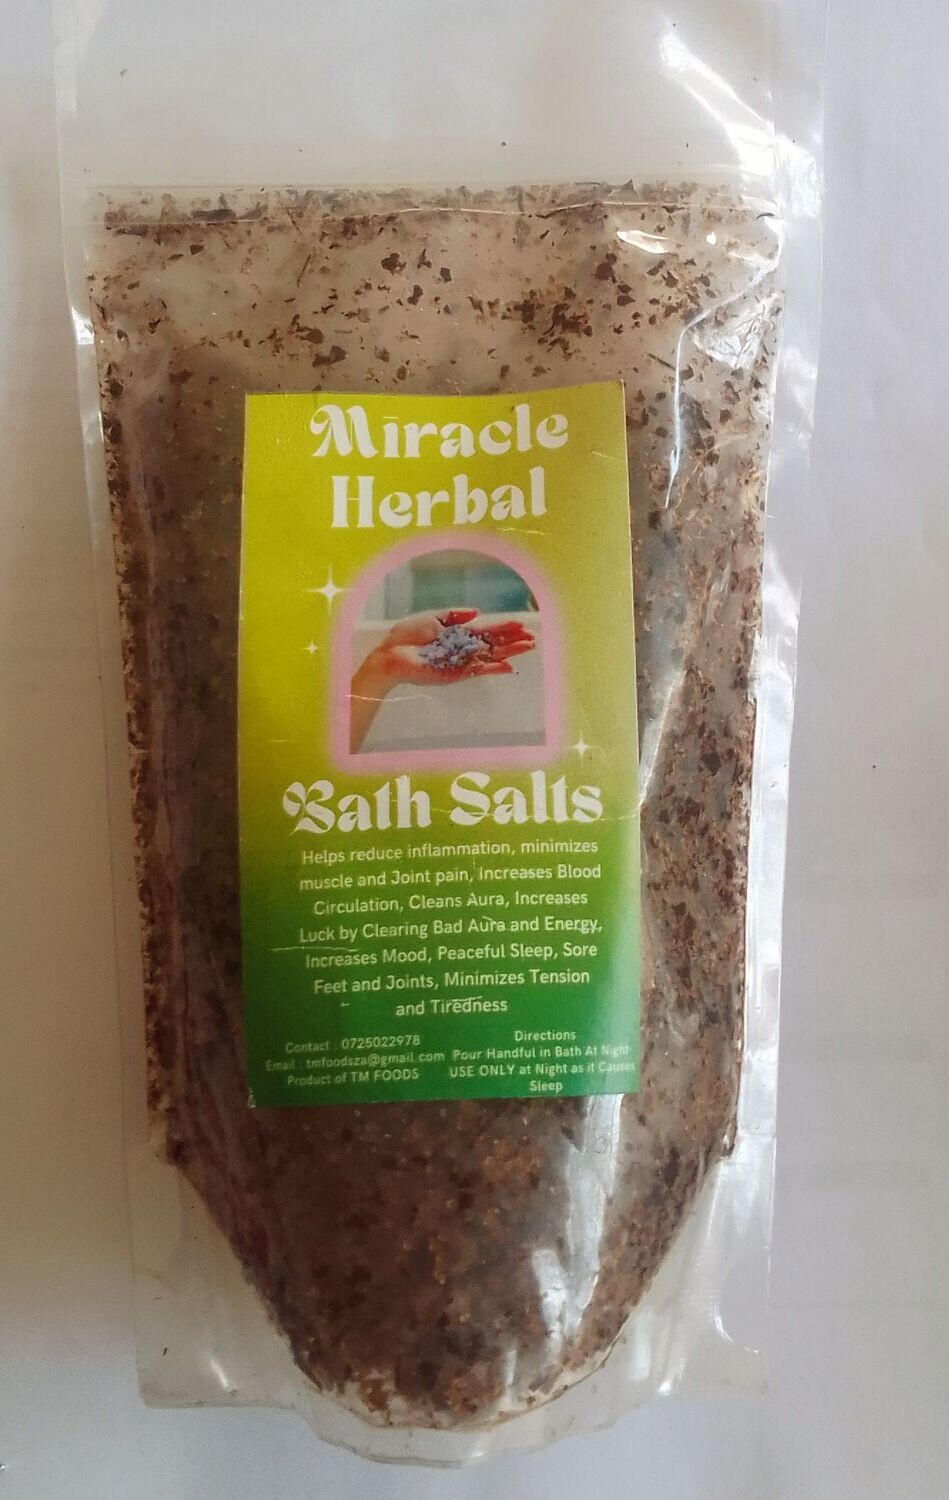 Miracle
Herbal
Bath Salts
Helps reduce inflammation, minimizes
muscle and Joint pain, Increases Blood
Circulation, Cleans Aura, Increases
Luck by Clearing Bad Aura and Energy,
Increases Mood, Peaceful Sleep, Sore
Feet and Joints, Minimizes Tension
and Tiredness
Contact : 0725022978
Email : tmfoodsza@gmail.com
Product of TM FOODS
Directions
Pour Handful in Bath At Night
USE ONLY at Night as it Causes
Sleep